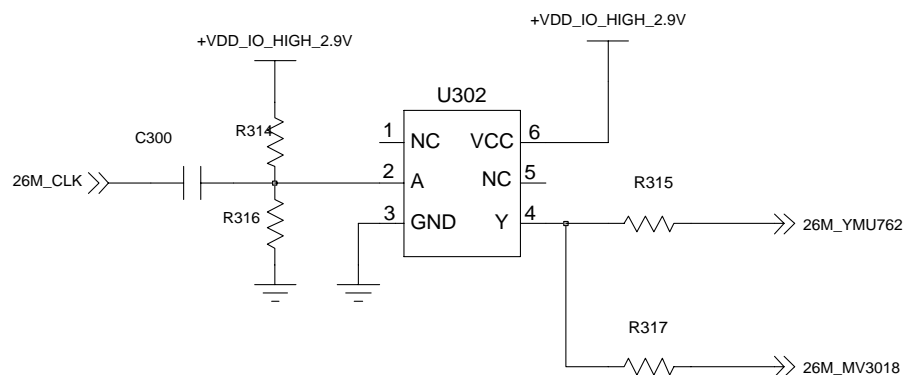 +VDD_IO_HIGH_2.9V
+VDD_IO_HIGH_2.9V
U302
C300
R314
1
NC
VCC
6
26M_CLK
2
A
NC
5
R315
R316
3
GND
Y
4
26M_YMU762
R317
26M_MV3018